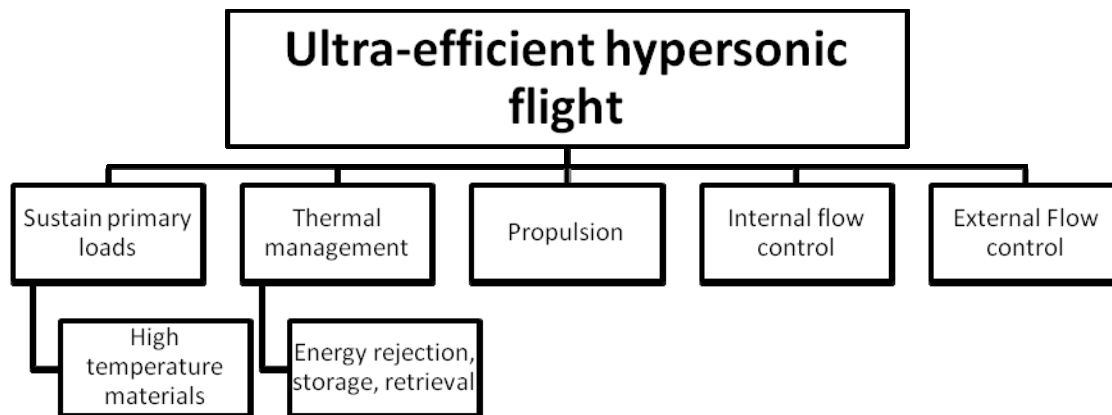 Ultra-efficient hypersonic
flight
Sustain primary
loads
Thermal
management
Propulsion
Internal flow
control
External Flow
control
High
temperature
materials
Energy rejection,
storage, retrieval